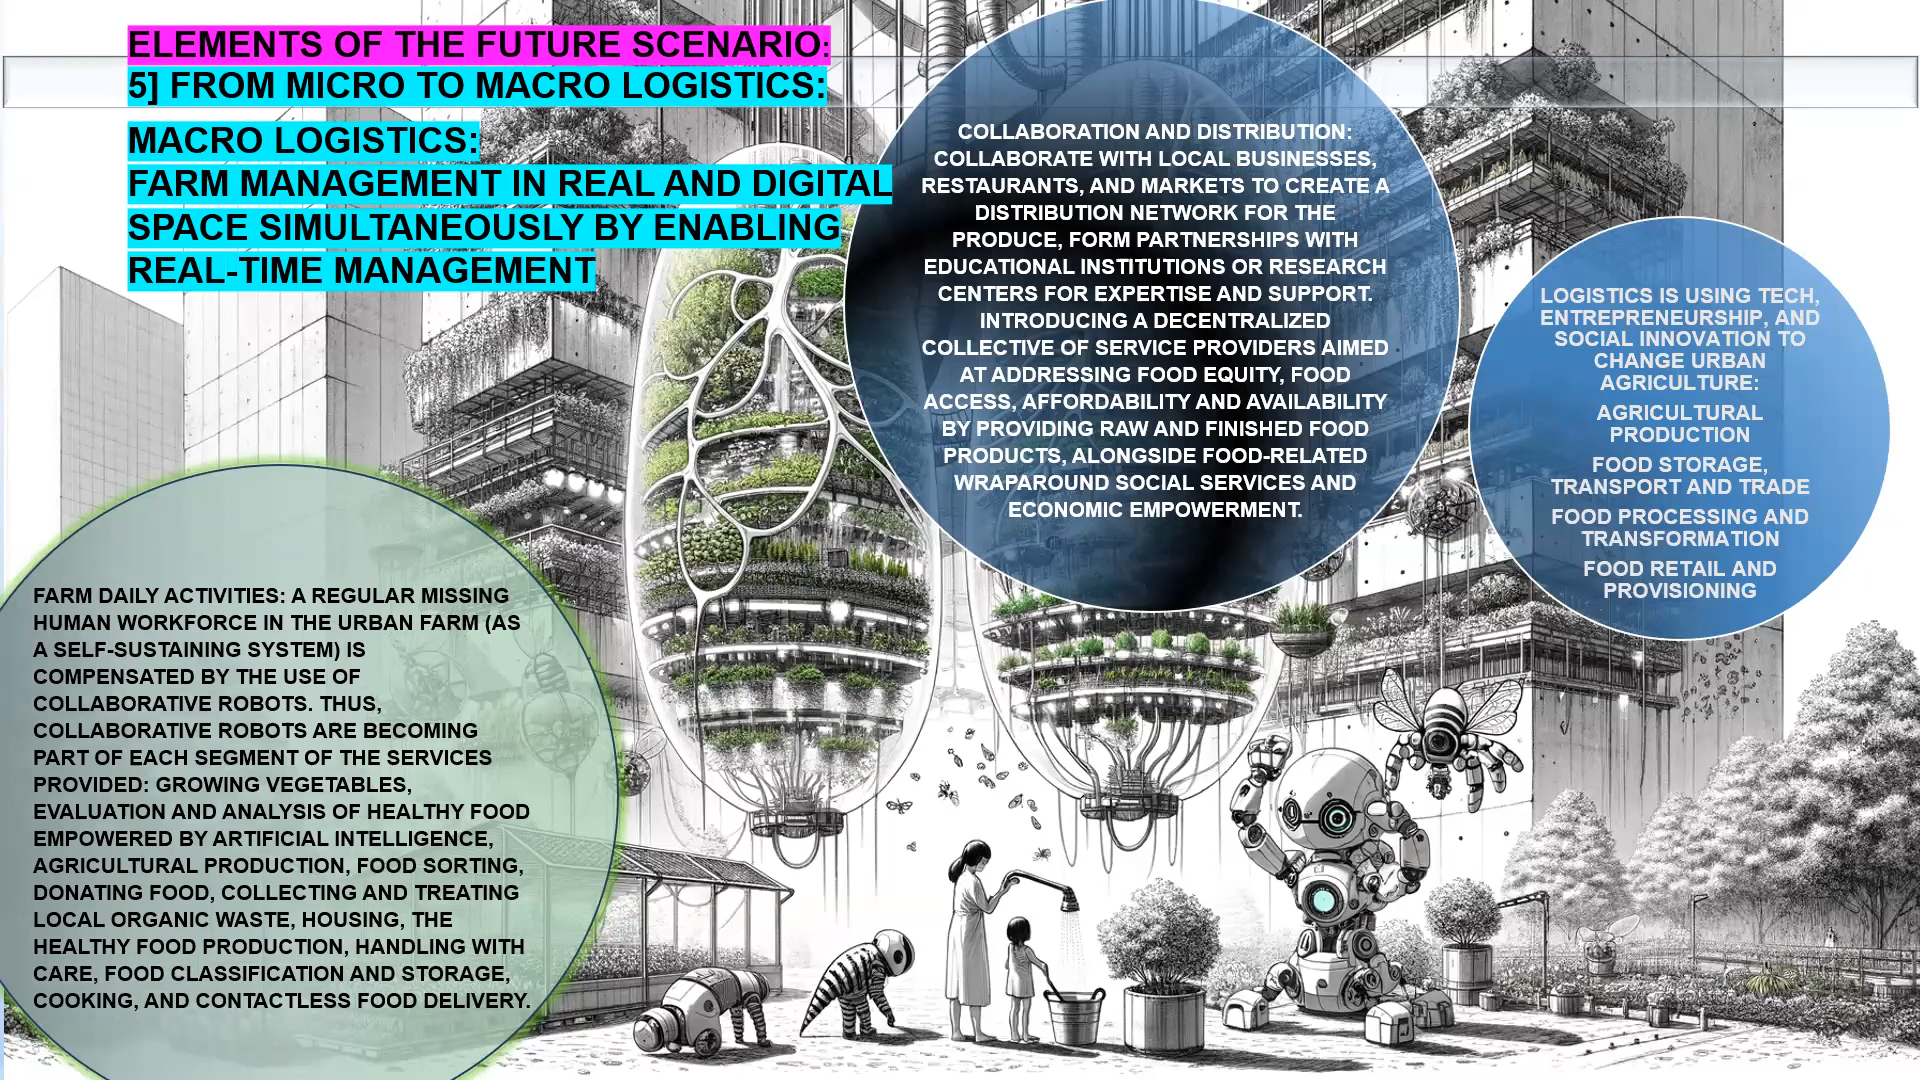 ELEMENTS OF THE FUTURE SCENARIO:
5] FROM MICRO TO MACRO LOGISTICS:
MACRO LOGISTICS:
FARM MANAGEMENT IN REAL AND DIGITAL
SPACE SIMULTANEOUSLY BY ENABLING
REAL-TIME MANAGEMENT
COLLABORATION AND DISTRIBUTION:
COLLABORATE WITH LOCAL BUSINESSES,
RESTAURANTS, AND MARKETS TO CREATE A
DISTRIBUTION NETWORK FOR THE
PRODUCE, FORM PARTNERSHIPS WITH
EDUCATIONAL INSTITUTIONS OR RESEARCH
CENTERS FOR EXPERTISE AND SUPPORT.
INTRODUCING A DECENTRALIZED
COLLECTIVE OF SERVICE PROVIDERS AIMED
AT ADDRESSING FOOD EQUITY, FOOD
ACCESS, AFFORDABILITY AND AVAILABILITY
BY PROVIDING RAW AND FINISHED FOOD
PRODUCTS, ALONGSIDE FOOD-RELATED
WRAPAROUND SOCIAL SERVICES AND
ECONOMIC EMPOWERMENT.
LOGISTICS IS USING TECH,
ENTREPRENEURSHIP, AND
SOCIAL INNOVATION TO
CHANGE URBAN
AGRICULTURE:
AGRICULTURAL
PRODUCTION
FOOD STORAGE,
TRANSPORT AND TRADE
FOOD PROCESSING AND
TRANSFORMATION
FOOD RETAIL AND
PROVISIONING
FARM DAILY ACTIVITIES: A REGULAR MISSING
HUMAN WORKFORCE IN THE URBAN FARM (AS
A SELF-SUSTAINING SYSTEM) IS
COMPENSATED BY THE USE OF
COLLABORATIVE ROBOTS. THUS,
COLLABORATIVE ROBOTS ARE BECOMING
PART OF EACH SEGMENT OF THE SERVICES
PROVIDED: GROWING VEGETABLES,
EVALUATION AND ANALYSIS OF HEALTHY FOOD
EMPOWERED BY ARTIFICIAL INTELLIGENCE,
AGRICULTURAL PRODUCTION, FOOD SORTING,
DONATING FOOD, COLLECTING AND TREATING
LOCAL ORGANIC WASTE, HOUSING, THE
HEALTHY FOOD PRODUCTION, HANDLING WITH
CARE, FOOD CLASSIFICATION AND STORAGE,
COOKING, AND CONTACTLESS FOOD DELIVERY.